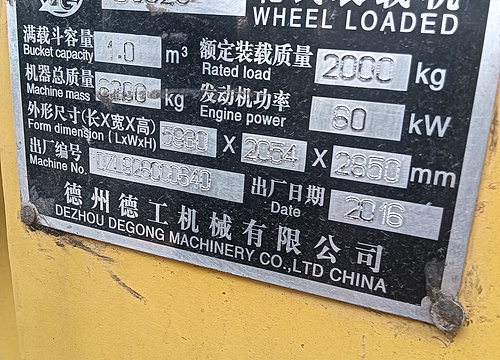 WHEEL LOADED
满载斗容量 1.0 m³ 额定装载质量 2000 kg
Bucket capacity Rated load
机器总质量 kg 发动机功率 60 kW
Machine mass Engine power
外形尺寸(长X宽X高) X 2054 X 2850 mm
Form dimension (LxWxH)
出厂编号 出厂日期 2016
Machine No. Date
德州德工机械有限公司
DEZHOU DEGONG MACHINERY CO.,LTD CHINA